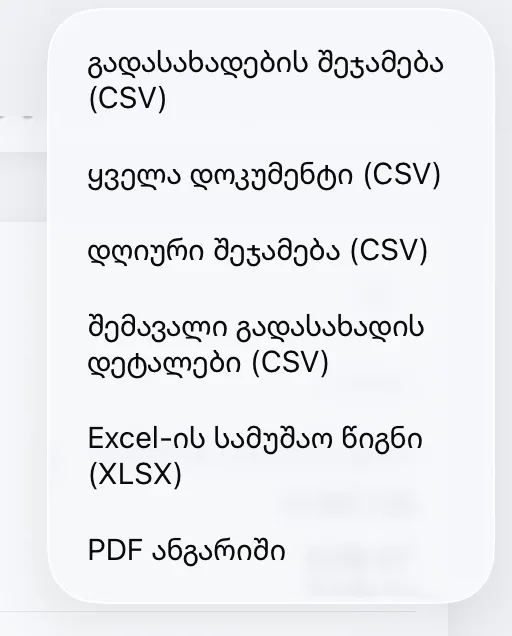 გადასახადების შეჯამება
(CSV)
ყველა დოკუმენტი (CSV)
დღიური შეჯამება (CSV)
შემავალი გადასახადის
დეტალები (CSV)
Excel-ის სამუშაო წიგნი
(XLSX)
PDF ანგარიში